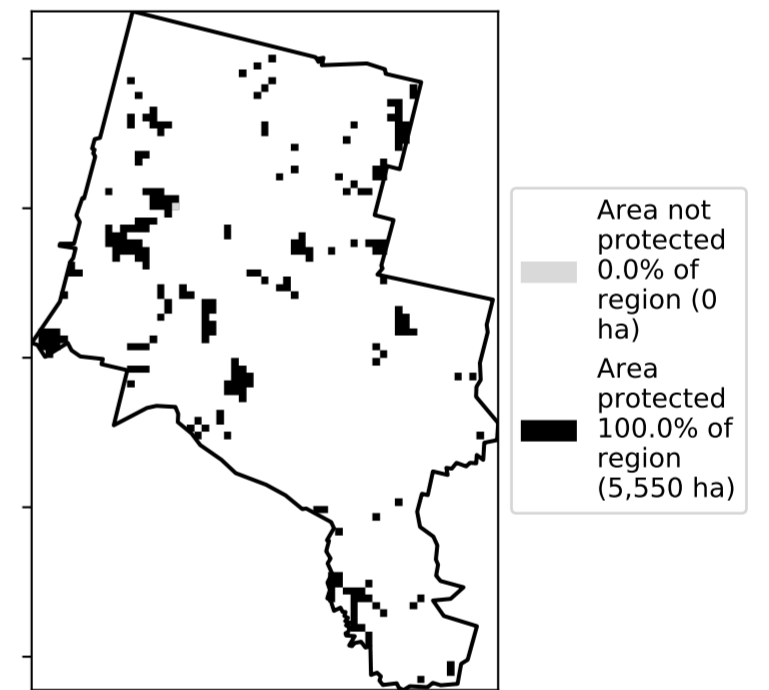 Area not
protected
0.0% of
region (0
ha)
Area
protected
100.0% of
region
(5,550 ha)